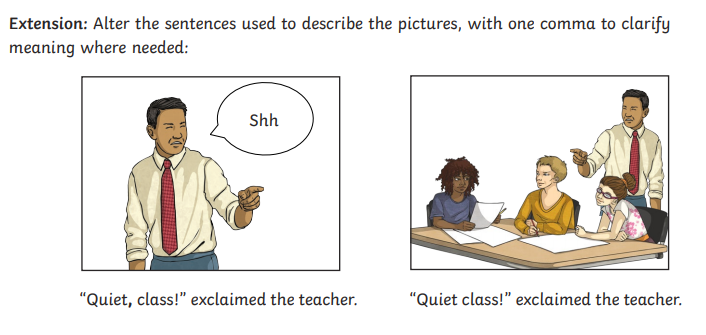 Extension: Alter the sentences used to describe the pictures, with one comma to clarify
meaning where needed:
Shh
“Quiet, class!” exclaimed the teacher.
“Quiet class!” exclaimed the teacher.